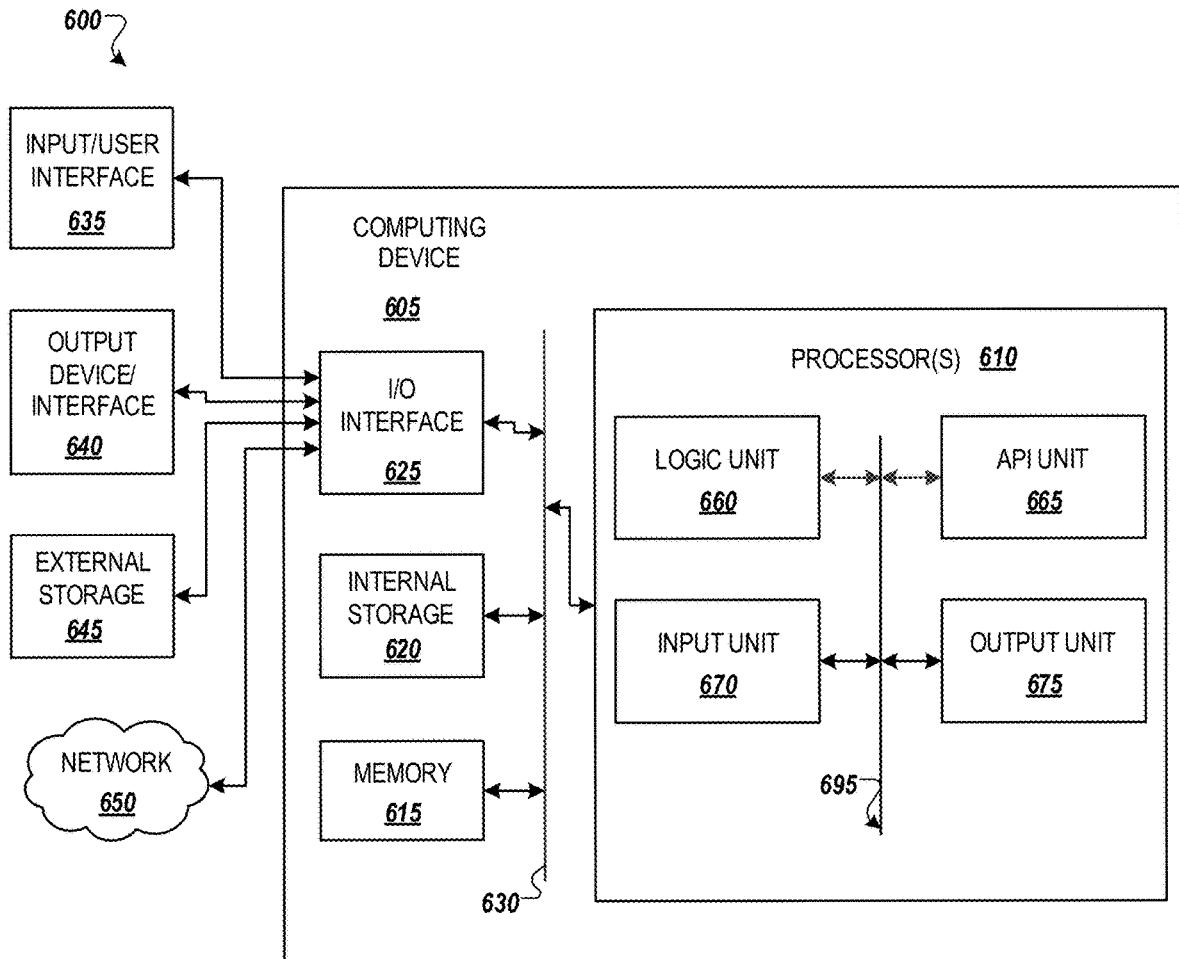 600
INPUT/USER
INTERFACE
635
OUTPUT
DEVICE/
INTERFACE
640
EXTERNAL
STORAGE
645
NETWORK
650
COMPUTING
DEVICE
605
I/O
INTERFACE
625
INTERNAL
STORAGE
620
MEMORY
615
630
PROCESSOR(S) 610
LOGIC UNIT
660
API UNIT
665
INPUT UNIT
670
OUTPUT UNIT
675
695